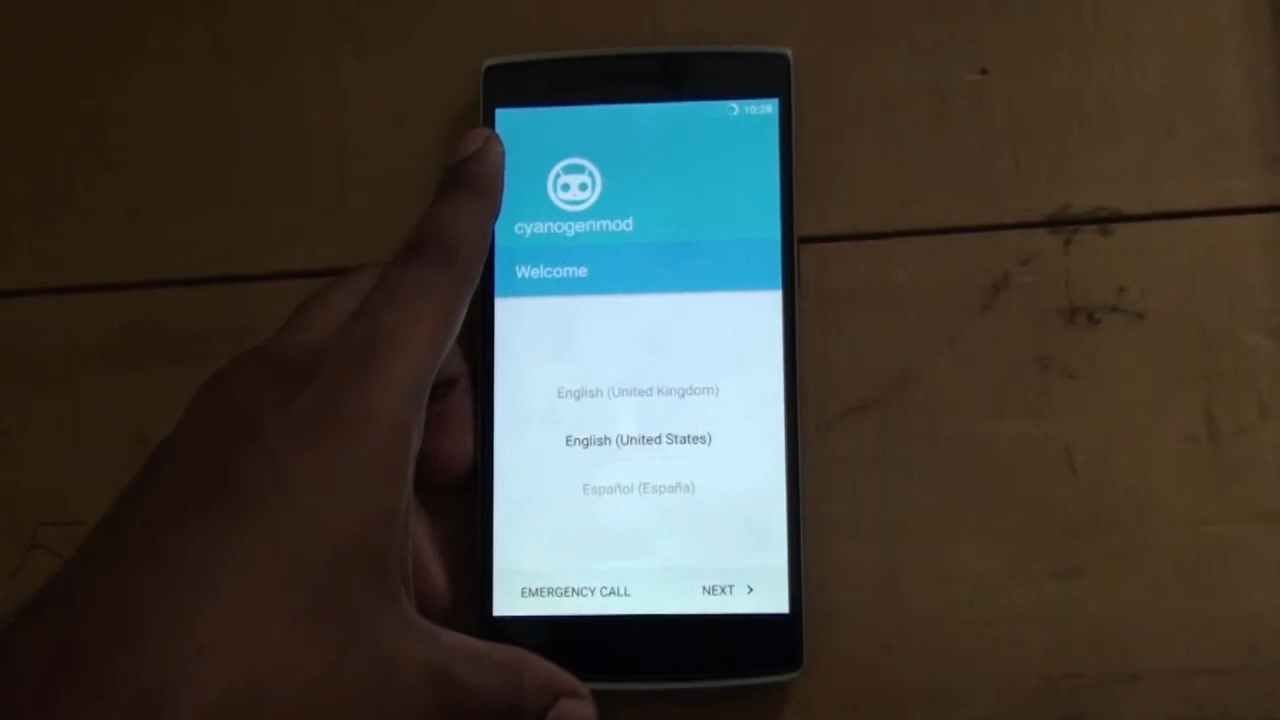 10:28
cyanogenmod
Welcome
English (United Kingdom)
English (United States)
Español (España)
EMERGENCY CALL NEXT